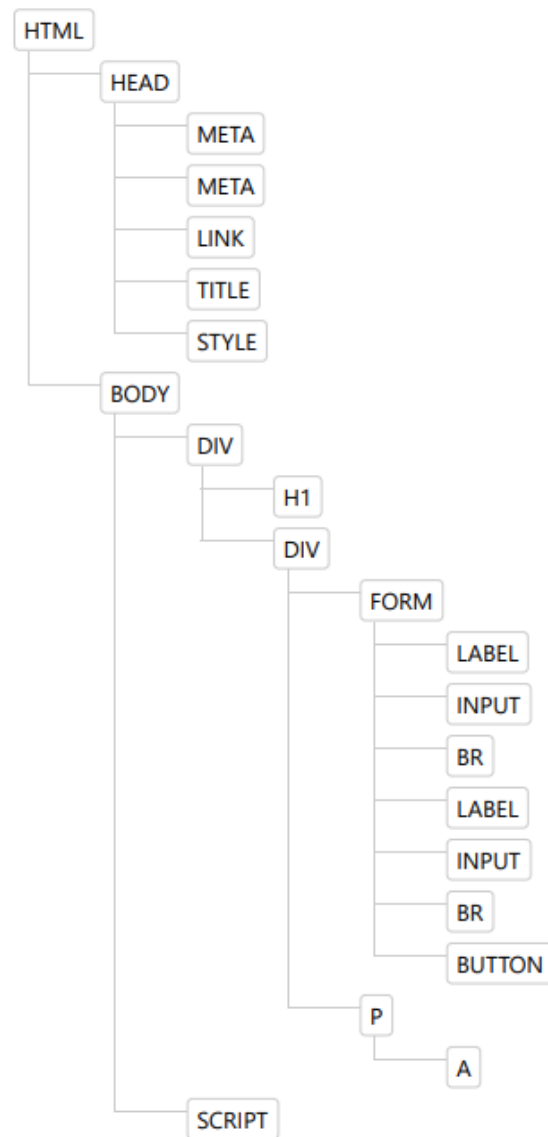 HTML
HEAD
META
META
LINK
TITLE
STYLE
BODY
DIV
H1
DIV
FORM
LABEL
INPUT
BR
LABEL
INPUT
BR
BUTTON
P
A
SCRIPT